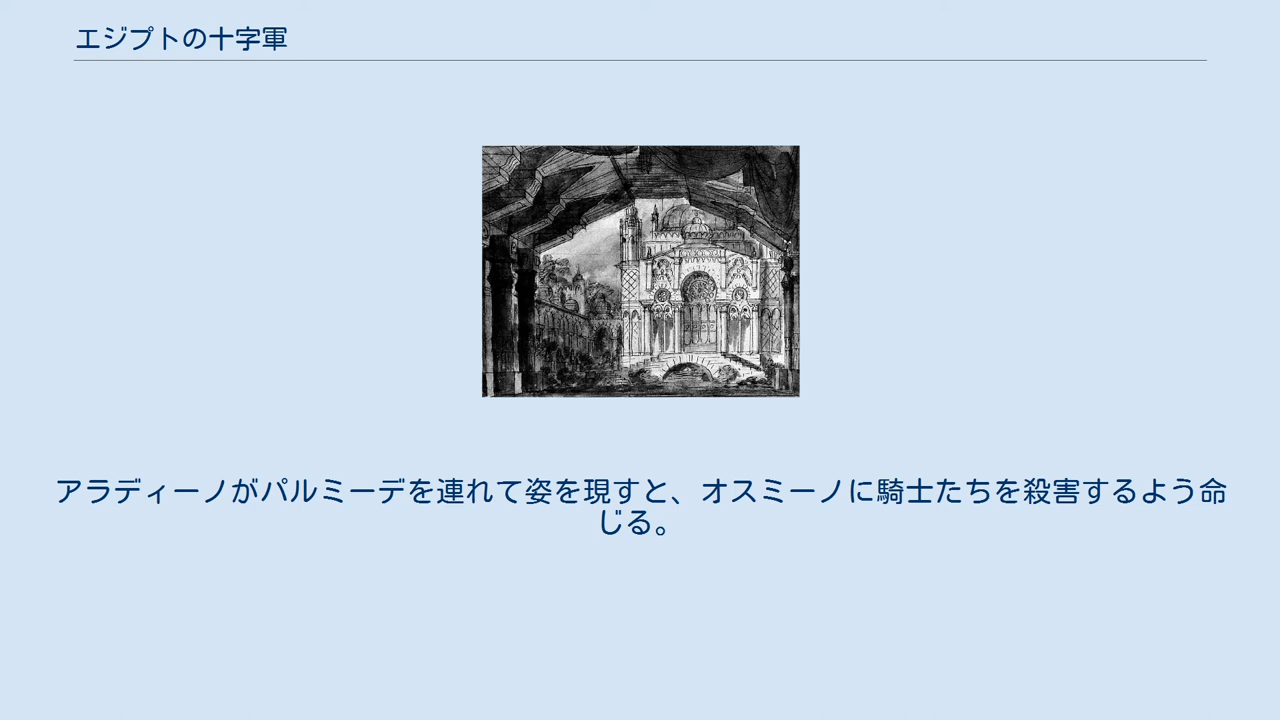 エジプトの十字軍
アラディーノがパルミーデを連れて姿を現すと、オスミーノに騎士たちを殺害するよう命
じる。